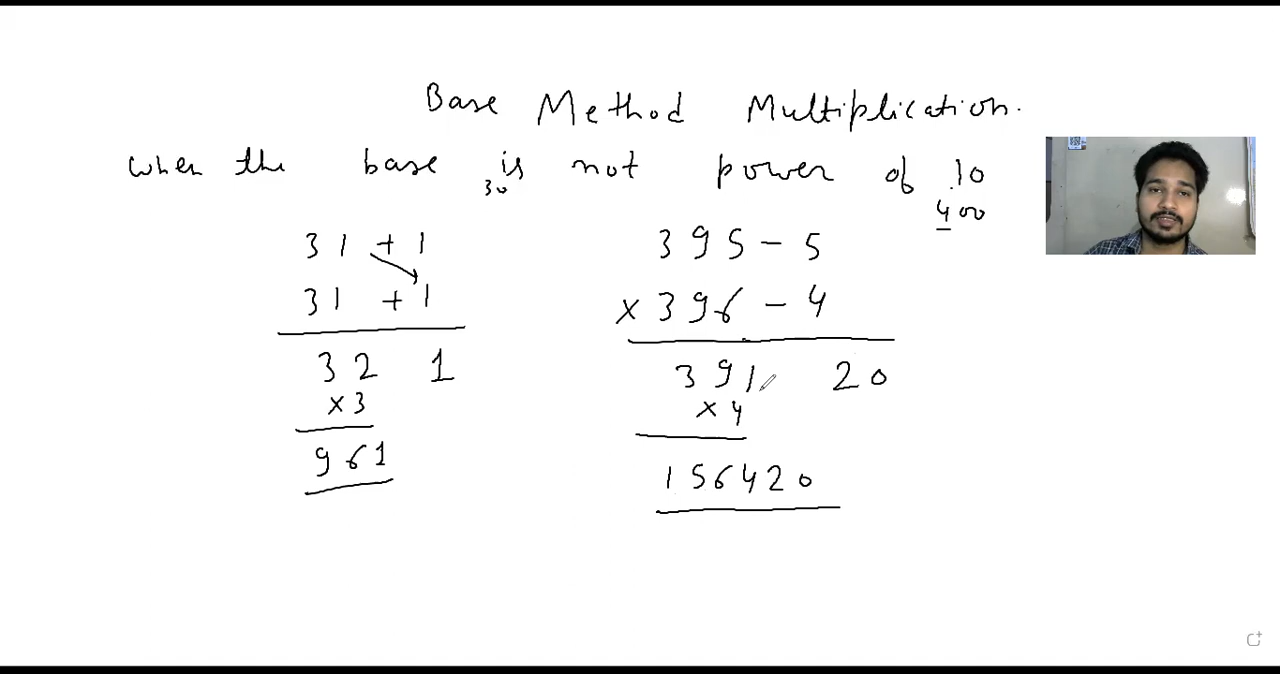 Base Method Multiplication.
when the base is not power of 10
30
400
31 + 1
31 + 1
32 1
x 3
961
395 - 5
x 396 - 4
391 20
x 4
156420